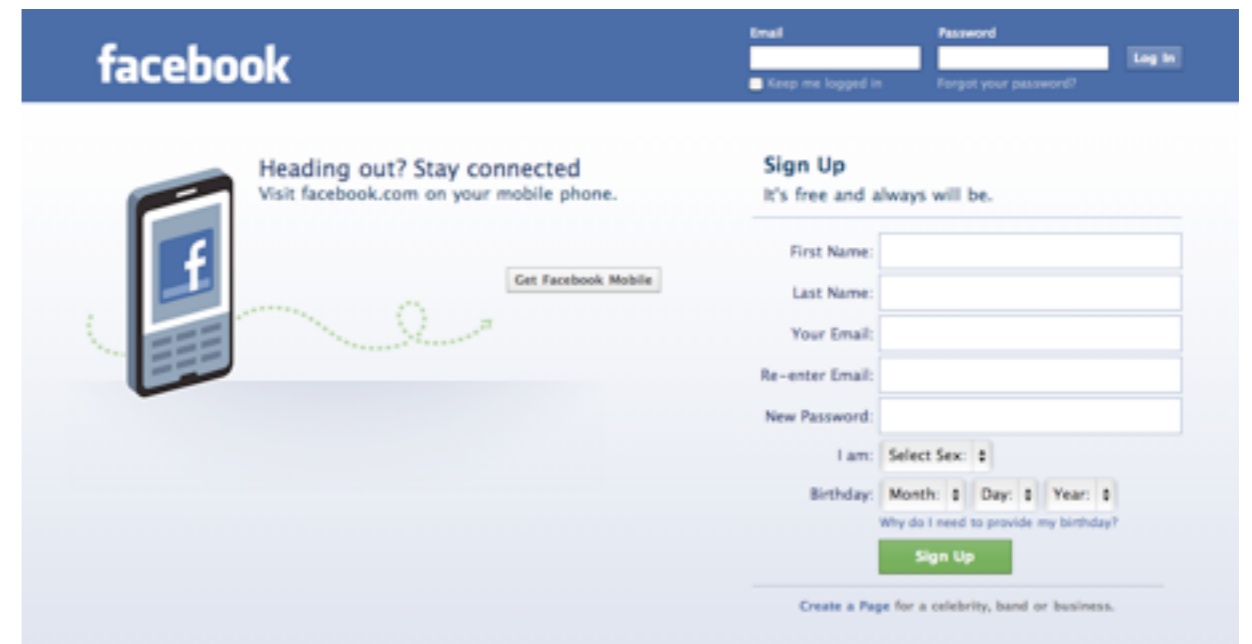 facebook
Email
Password
Log In
Keep me logged in
Forgot your password?
Heading out? Stay connected
Visit facebook.com on your mobile phone.
f
Get Facebook Mobile
Sign Up
It's free and always will be.
First Name:
Last Name:
Your Email:
Re-enter Email:
New Password:
I am: Select Sex:
Birthday: Month: Day: Year:
Why do I need to provide my birthday?
Sign Up
Create a Page for a celebrity, band or business.